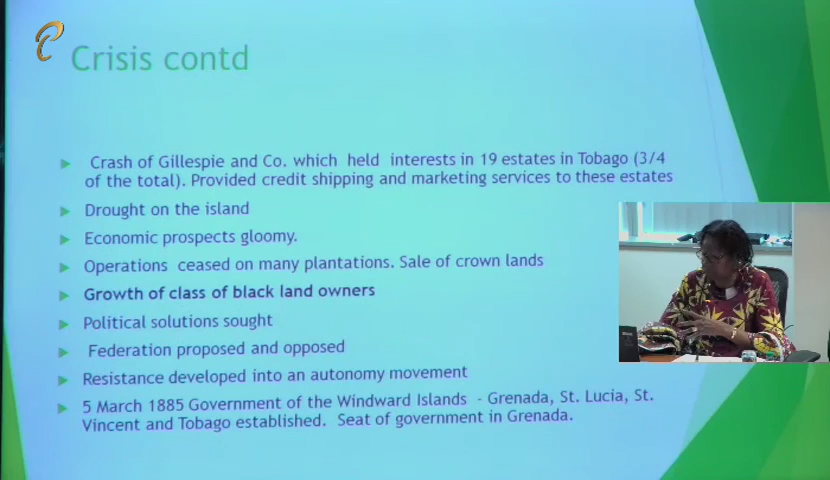 Crisis contd
Crash of Gillespie and Co. which held interests in 19 estates in Tobago (3/4
of the total). Provided credit shipping and marketing services to these estates
Drought on the island
Economic prospects gloomy.
Operations ceased on many plantations. Sale of crown lands
Growth of class of black land owners
Political solutions sought
Federation proposed and opposed
Resistance developed into an autonomy movement
5 March 1885 Government of the Windward Islands - Grenada, St. Lucia, St.
Vincent and Tobago established. Seat of government in Grenada.